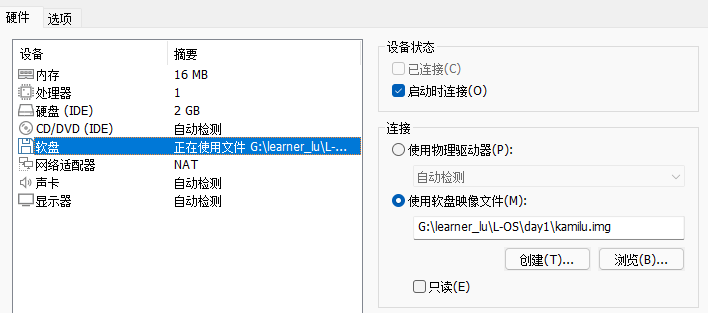 硬件 选项
设备 摘要
内存 16 MB
处理器 1
硬盘 (IDE) 2 GB
CD/DVD (IDE) 自动检测
软盘 正在使用文件 G:\learner_lu\L-...
网络适配器 NAT
声卡 自动检测
显示器 自动检测
设备状态
已连接(C)
启动时连接(O)
连接
使用物理驱动器(P):
自动检测
使用软盘映像文件(M):
G:\learner_lu\L-OS\day1\kamilu.img
创建(T)... 浏览(B)...
只读(E)